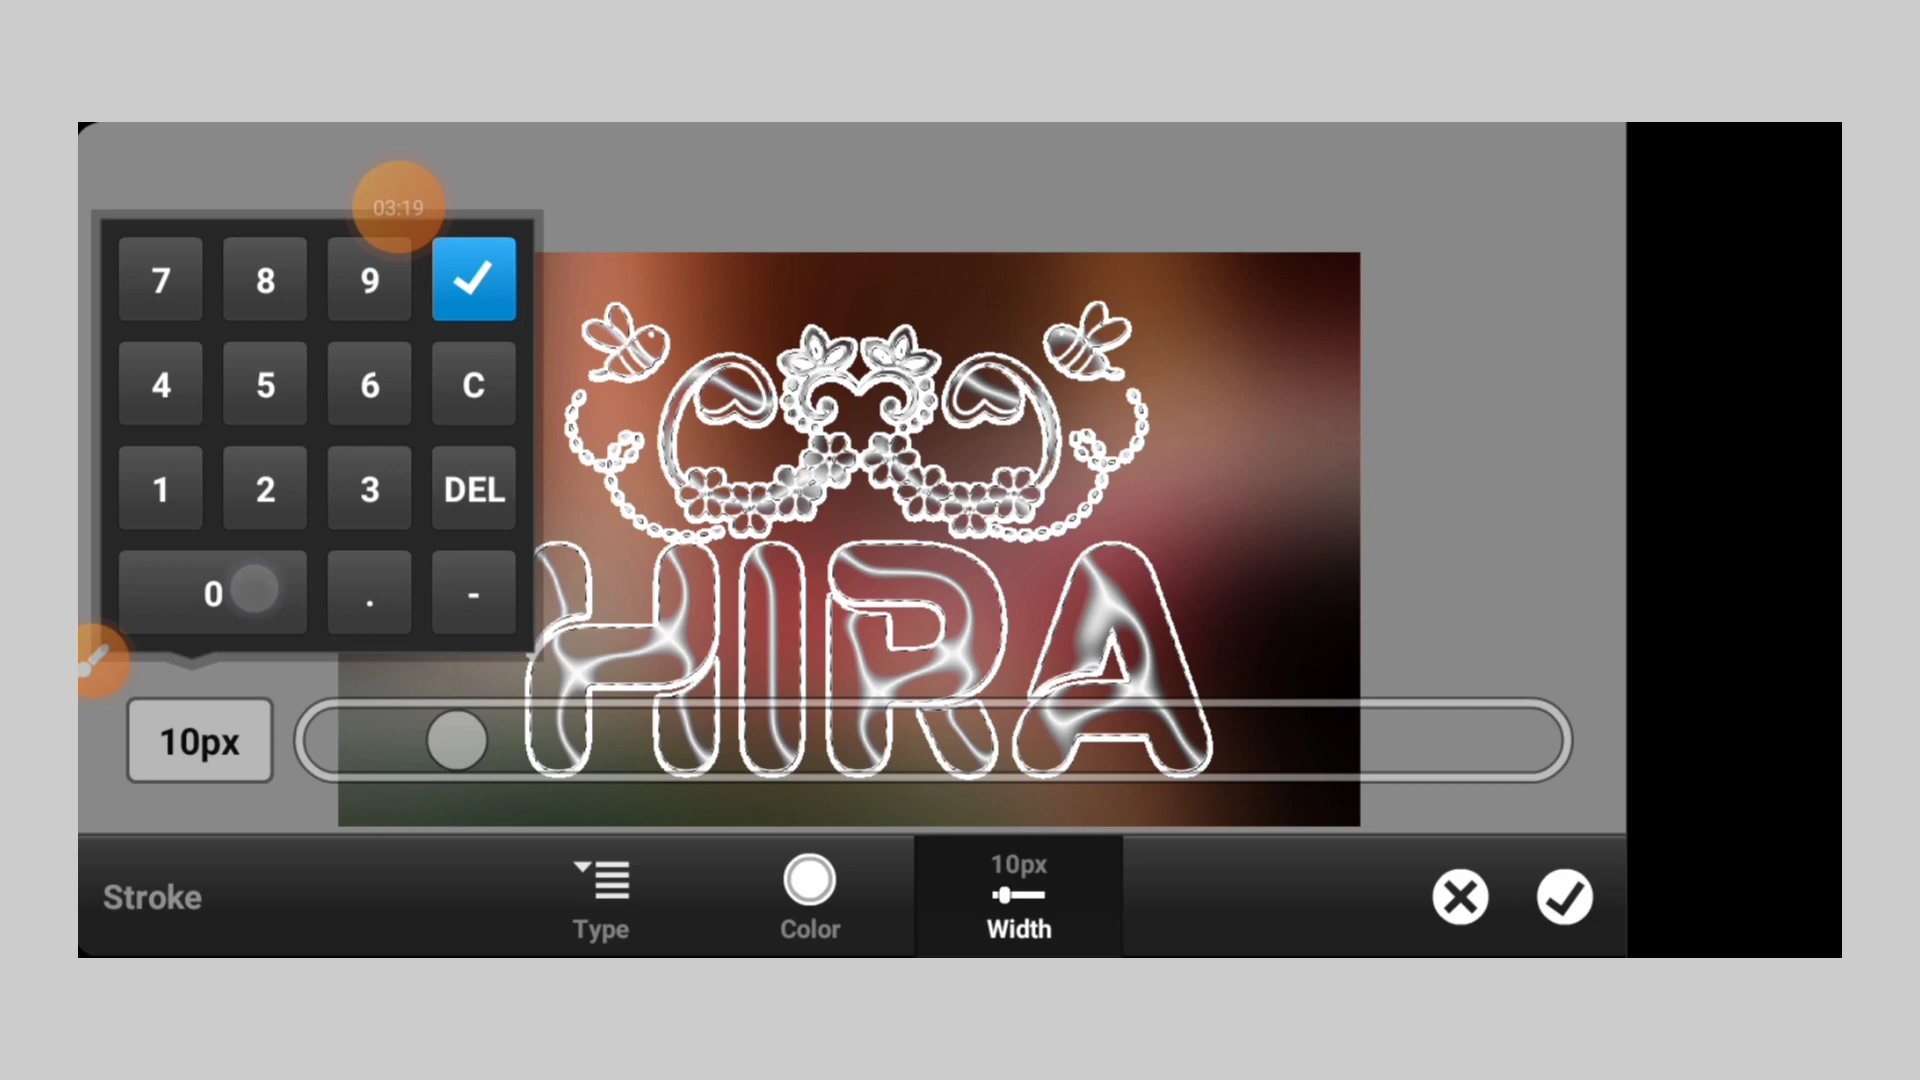 03:19
7 8 9
4 5 6 C
1 2 3 DEL
0 . -
HIRA
10px
Stroke
Type
Color
10px
Width